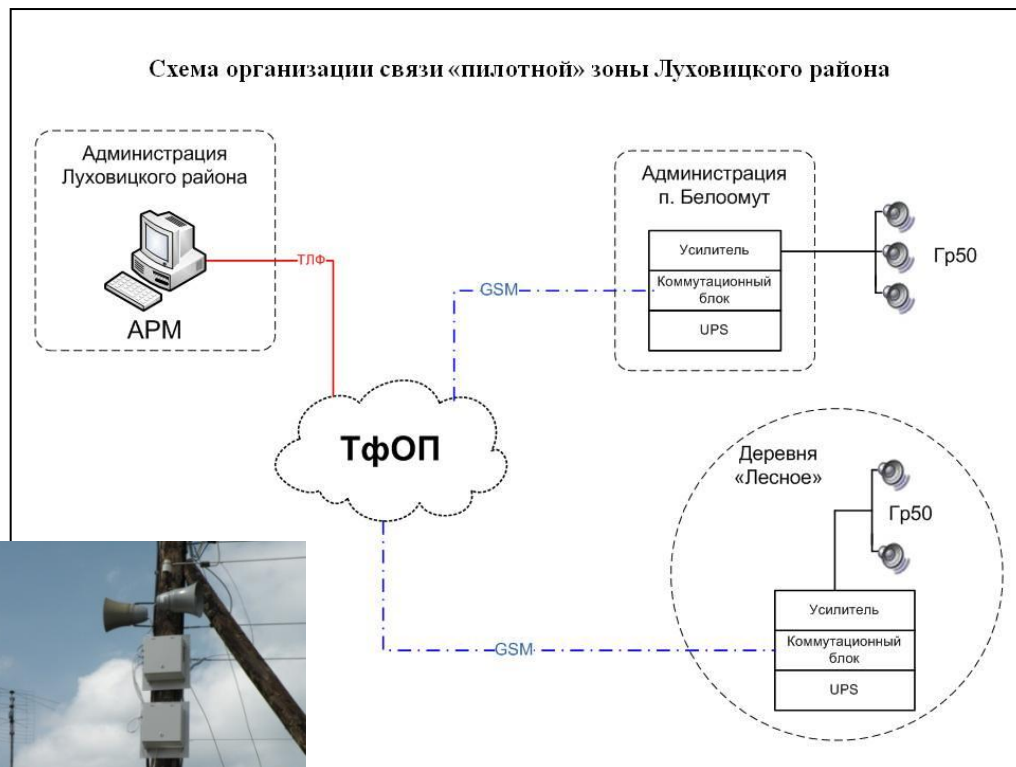 Схема организации связи «пилотной» зоны Луховицкого района
Администрация
Луховицкого района
АРМ
ТЛФ
GSM
Администрация
п. Белоомут
Усилитель
Коммутационный
блок
UPS
Гр50
ТфОП
Деревня
«Лесное»
Гр50
GSM
Усилитель
Коммутационный
блок
UPS